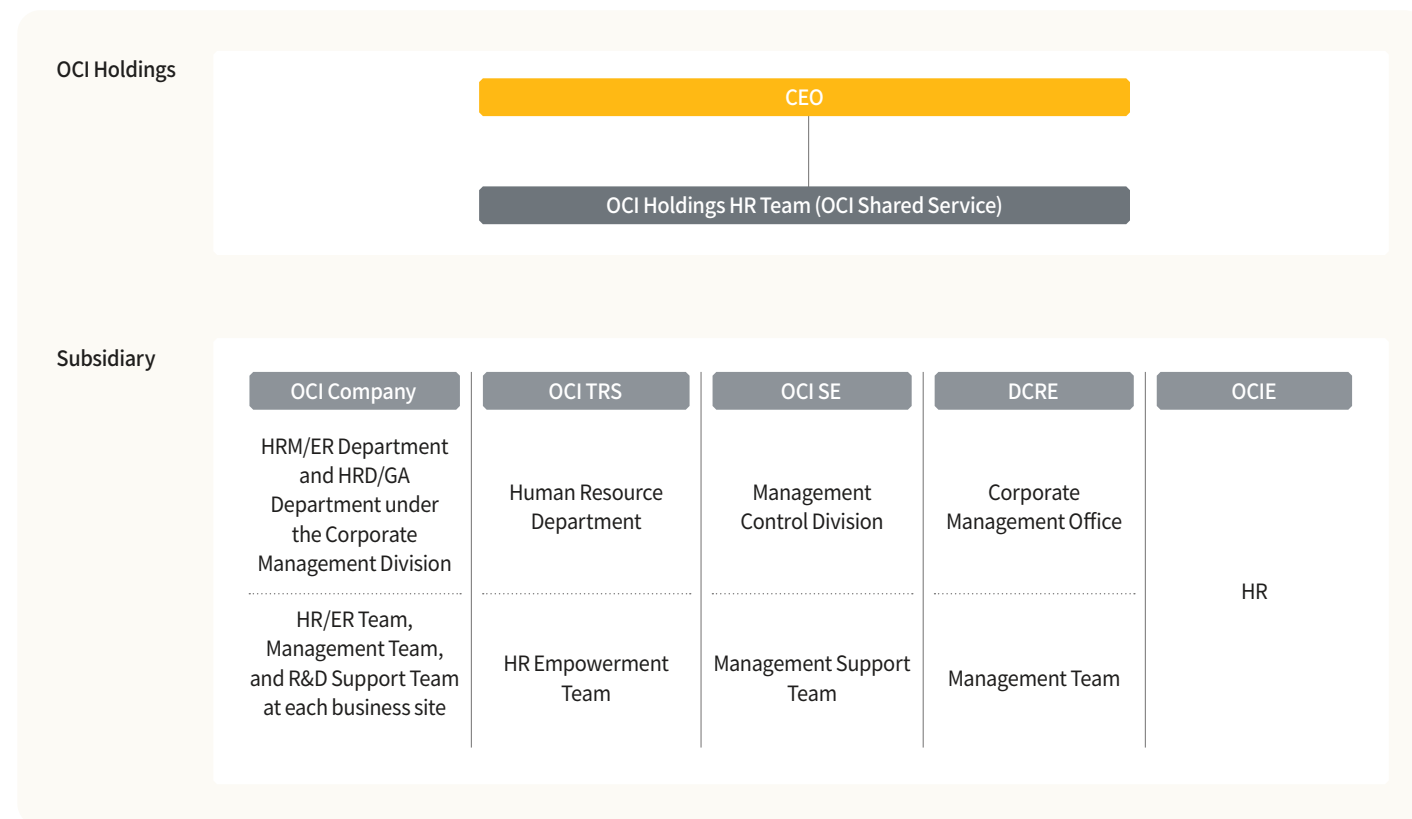 OCI Holdings
CEO
OCI Holdings HR Team (OCI Shared Service)
Subsidiary
OCI Company
HRM/ER Department
and HRD/GA
Department under
the Corporate
Management Division
HR/ER Team,
Management Team,
and R&D Support Team
at each business site
OCI TRS
Human Resource
Department
HR Empowerment
Team
OCI SE
Management
Control Division
Management Support
Team
DCRE
Corporate
Management Office
Management Team
OCIE
HR